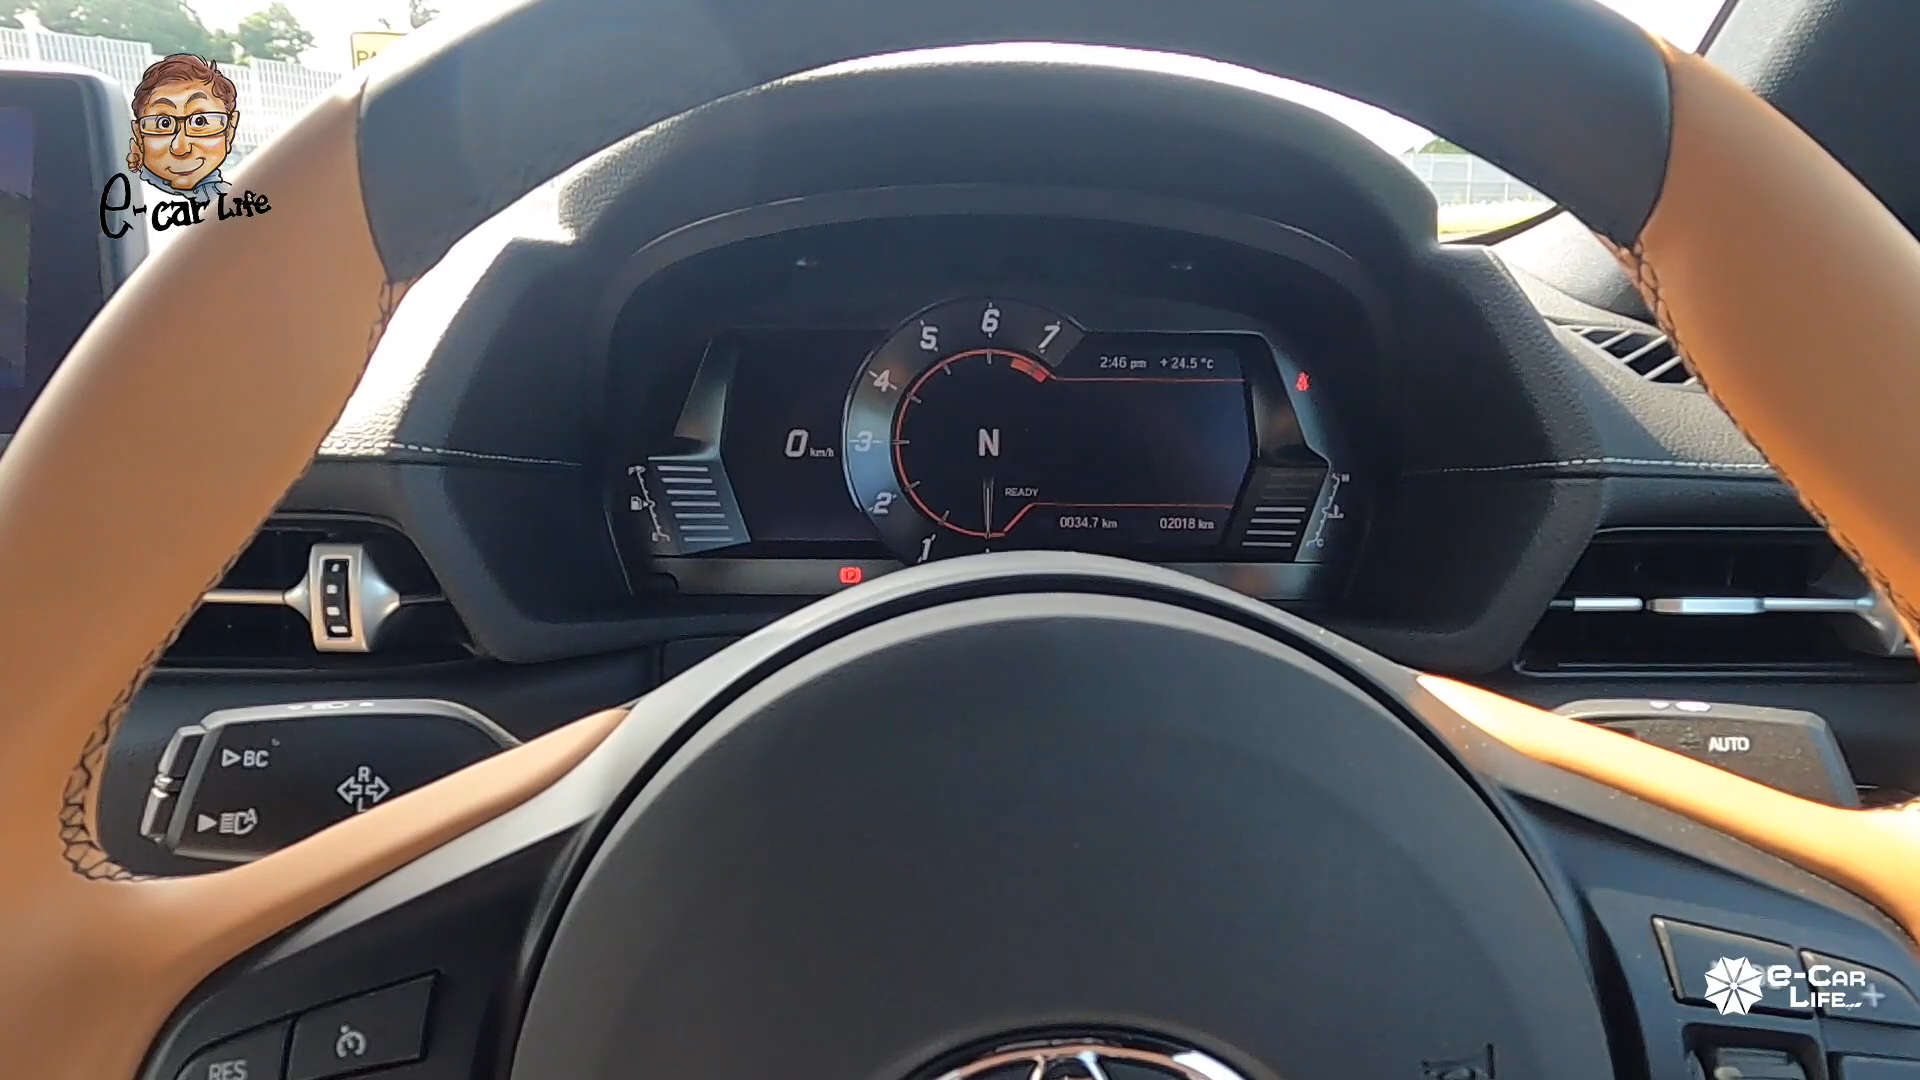 PA
e-car Life
5
6
7
4
3
2
1
2:46 pm +24.5 °C
0 km/h
N
READY
0034.7 km 02018 km
F
E
H
C
P
BC
R
L
A
AUTO
RES
+
e-Car
Life...